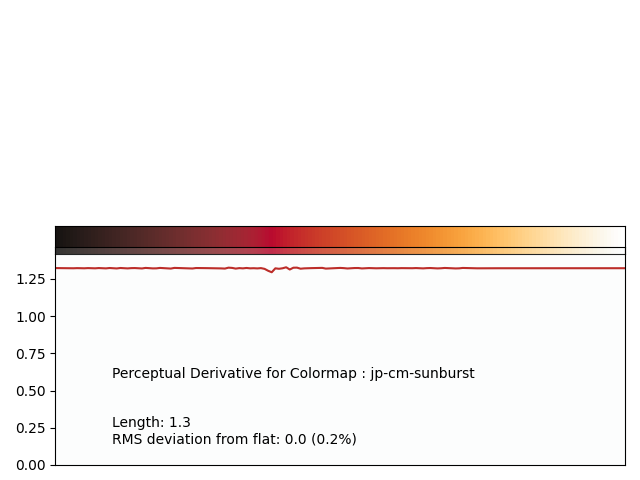 1.25
1.00
0.75
Perceptual Derivative for Colormap : jp-cm-sunburst
0.50
Length: 1.3
0.25
RMS deviation from flat: 0.0 (0.2%)
0.00